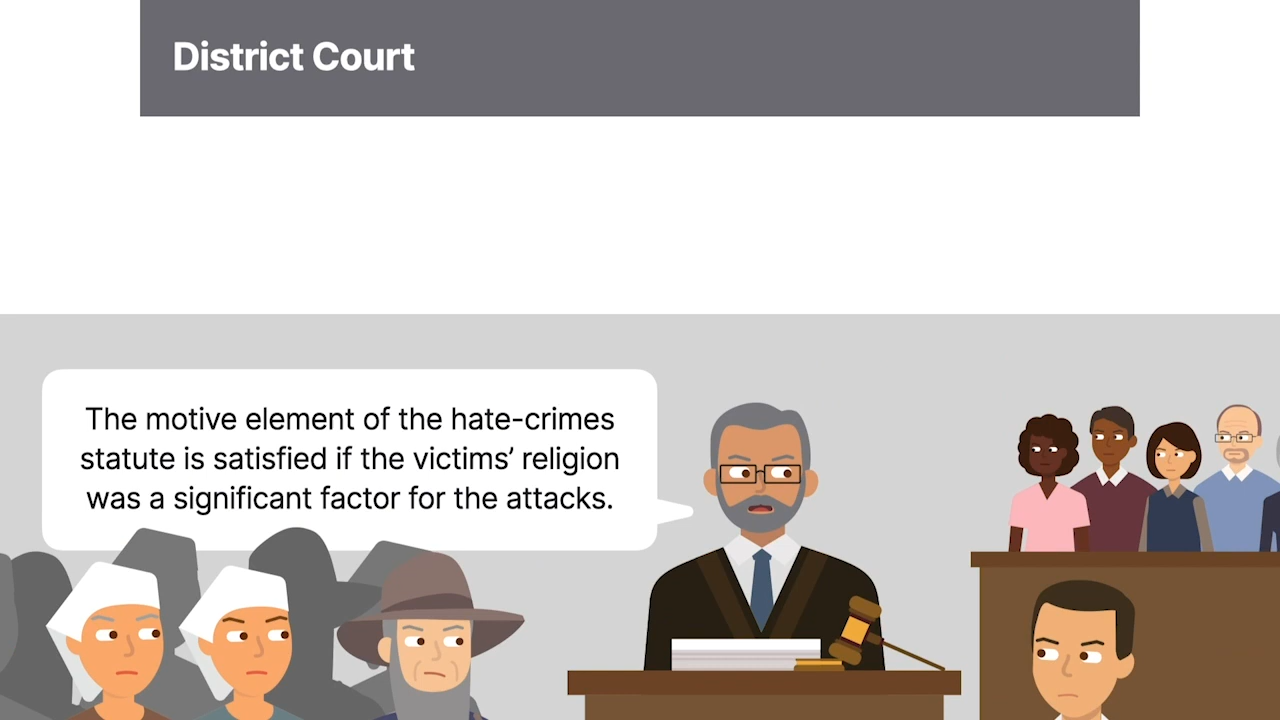 District Court
The motive element of the hate-crimes
statute is satisfied if the victims’ religion
was a significant factor for the attacks.